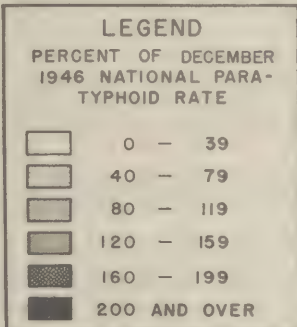 LEGEND
PERCENT OF DECEMBER
1946 NATIONAL PARA-
TYPHOID RATE
0 – 39
40 – 79
80 – 119
120 – 159
160 – 199
200 AND OVER